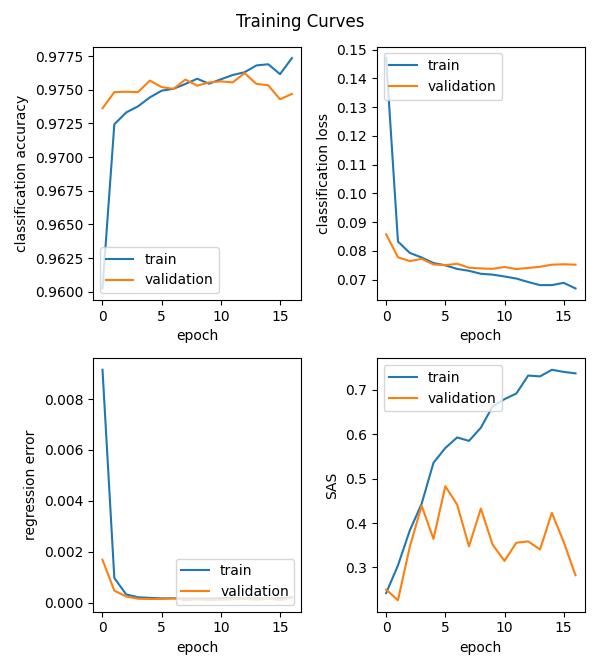 Training Curves
classification accuracy
0.9775
0.9750
0.9725
0.9700
0.9675
0.9650
0.9625
0.9600
train
validation
0 5 10 15
epoch
classification loss
0.15
0.14
0.13
0.12
0.11
0.10
0.09
0.08
0.07
train
validation
0 5 10 15
epoch
regression error
0.008
0.006
0.004
0.002
0.000
train
validation
0 5 10 15
epoch
SAS
0.7
0.6
0.5
0.4
0.3
train
validation
0 5 10 15
epoch